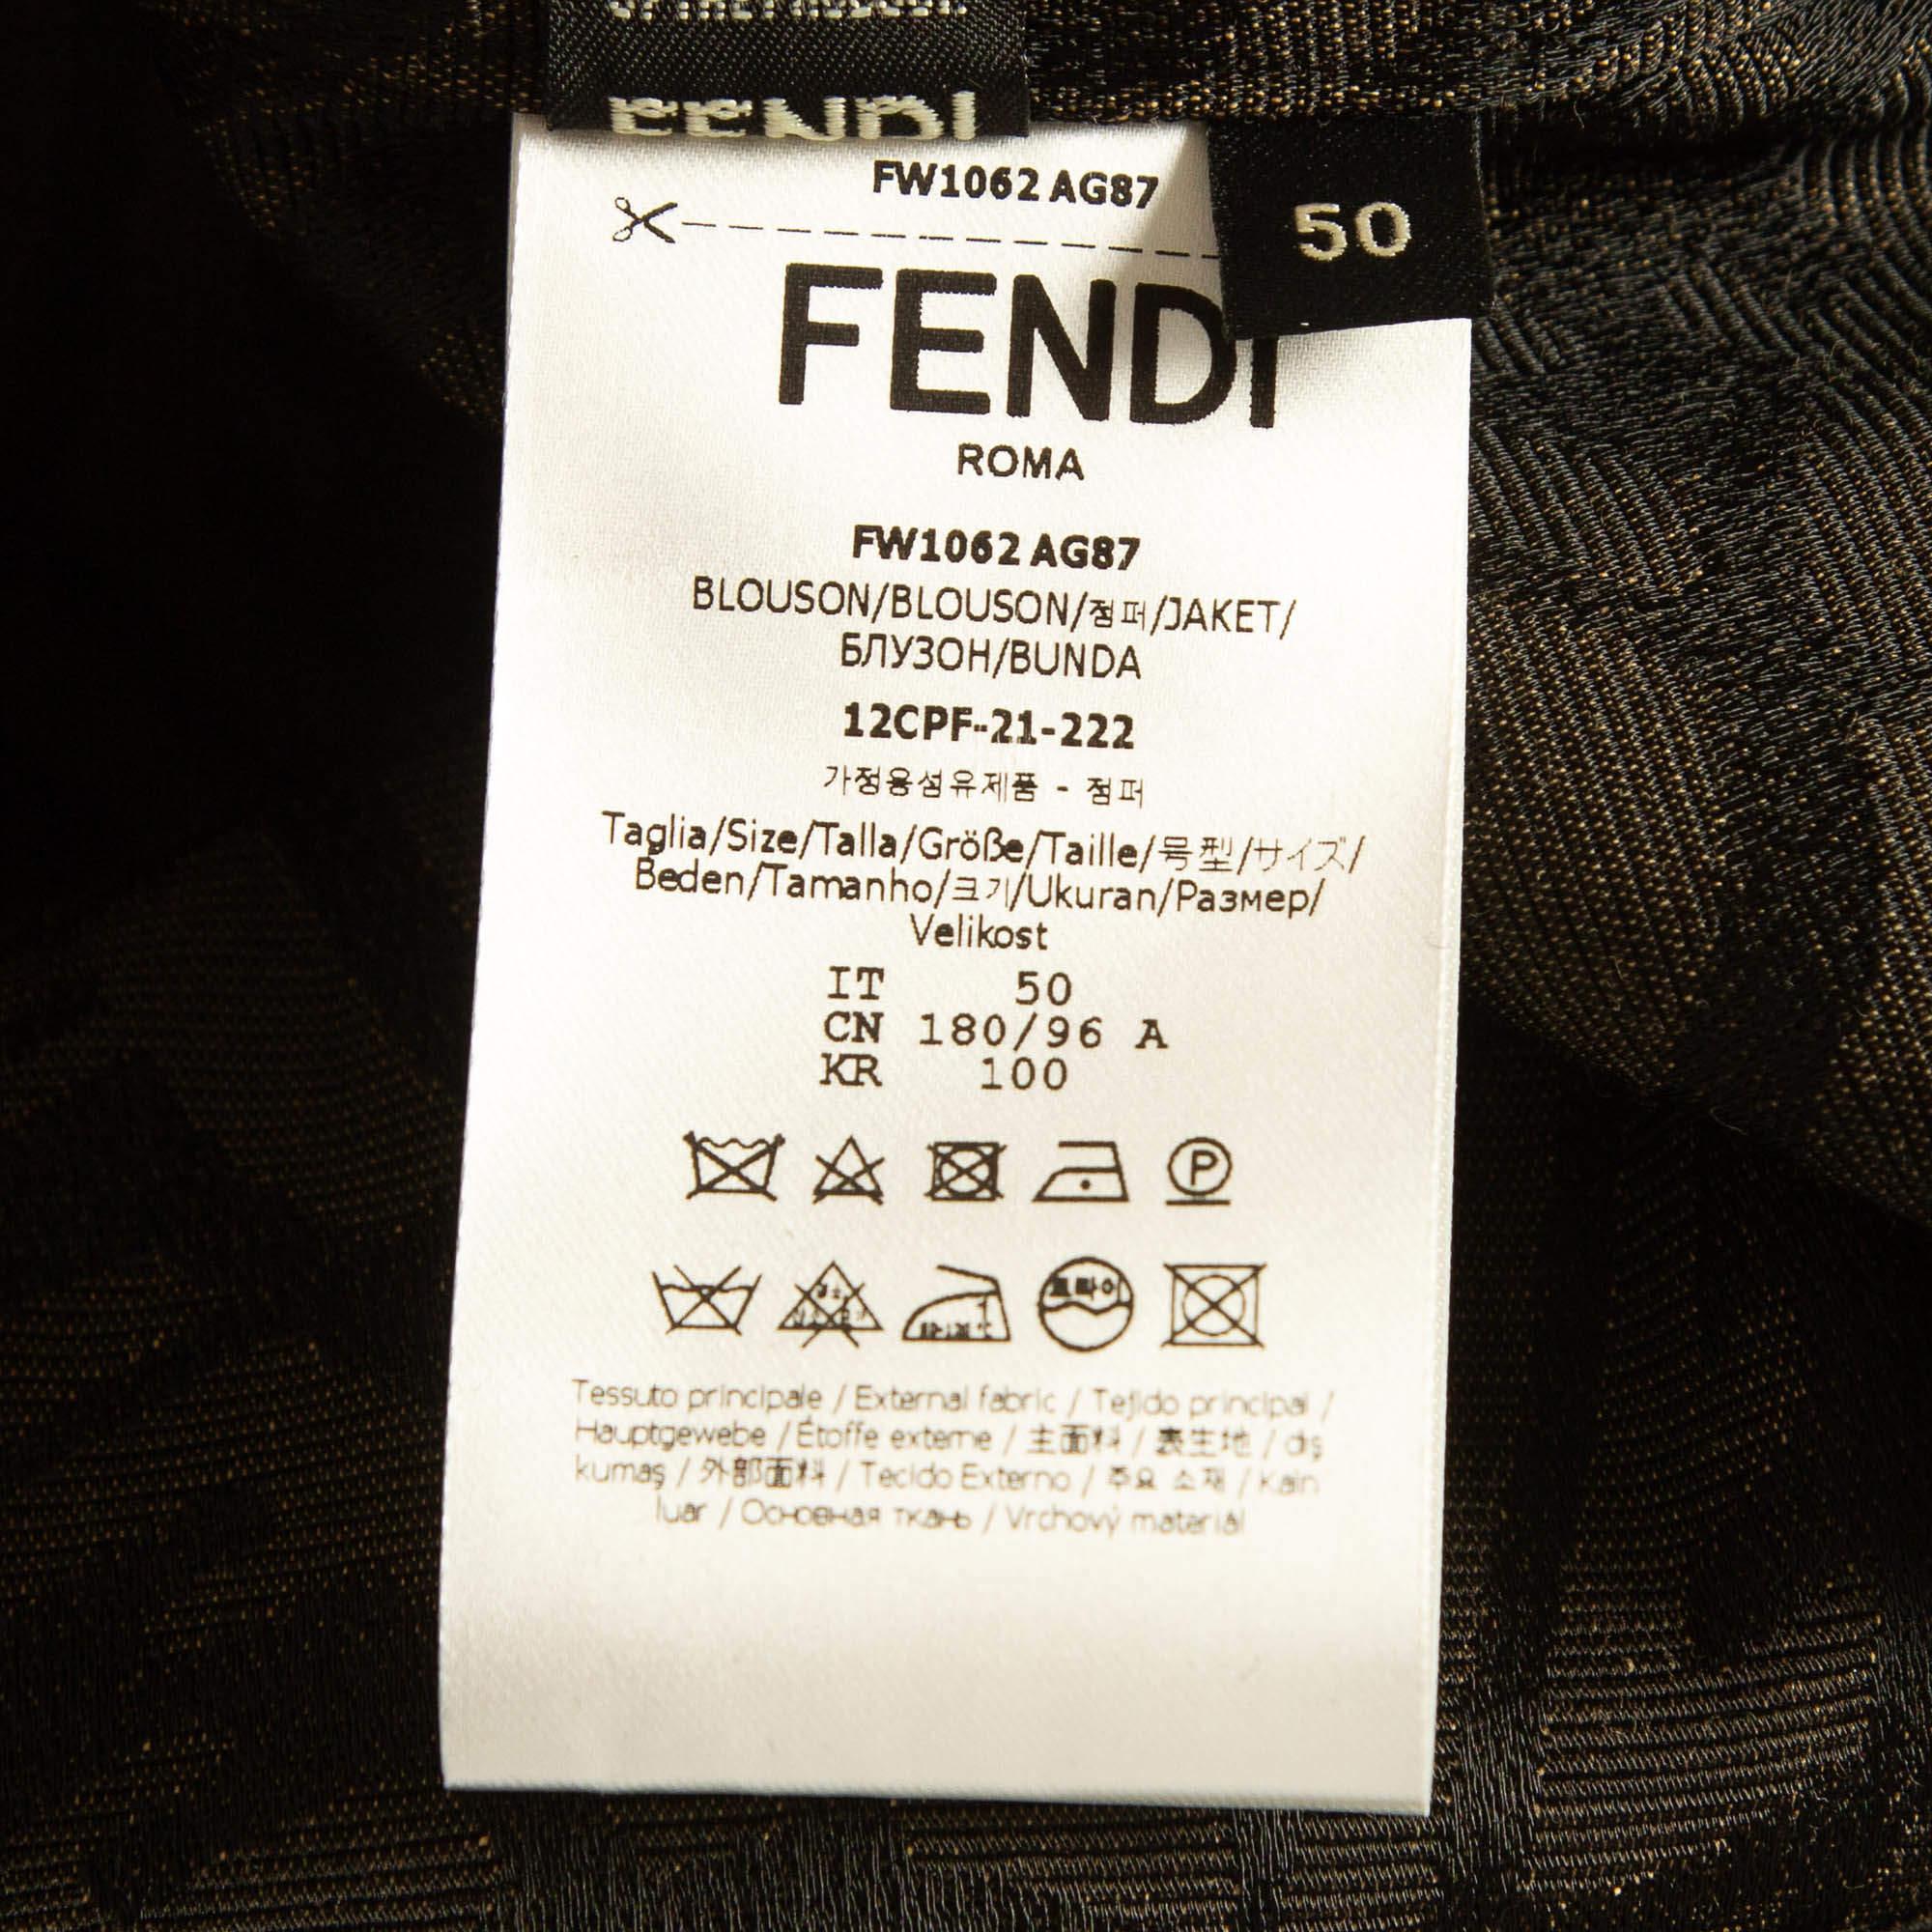 FENDI
FW1062 AG87
50
FENDI
ROMA
FW1062 AG87
BLOUSON/BLOUSON/점퍼/JAKET/
БЛУЗОН/BUNDA
12CPF-21-222
가정용섬유제품 - 점퍼
Taglia/Size/Talla/Größe/Taille/号型/サイズ/
Beden/Tamanho/크기/Ukuran/Размер/
Velikost
IT 50
CN 180/96 A
KR 100
P
드라이
Tessuto principale / External fabric / Tejido principal /
Hauptgewebe / Étoffe externe / 主面料 / 表生地 / dış
kumaş / 外部面料 / Tecido Externo / 주요 소재 / Kain
luar / Основная ткань / Vrchový materiál